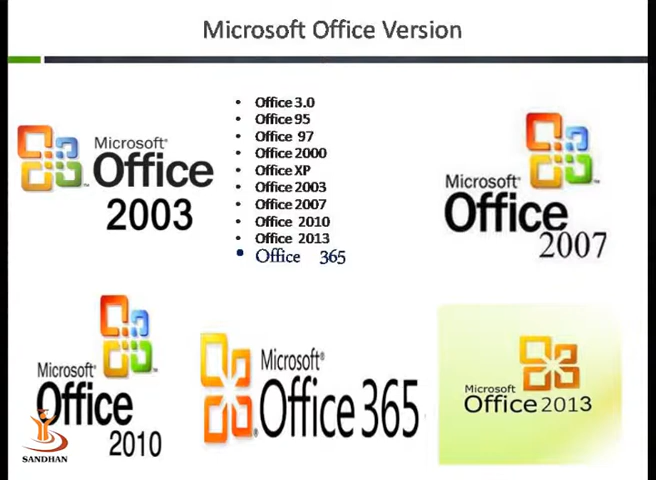 Microsoft Office Version
• Office 3.0
• Office 95
• Office 97
• Office 2000
• Office XP
• Office 2003
• Office 2007
• Office 2010
• Office 2013
• Office 365
Microsoft®
Office
2003
Microsoft®
Office
2007
Microsoft®
Office
2010
SANDHAN
Microsoft®
Office 365
Microsoft
Office 2013